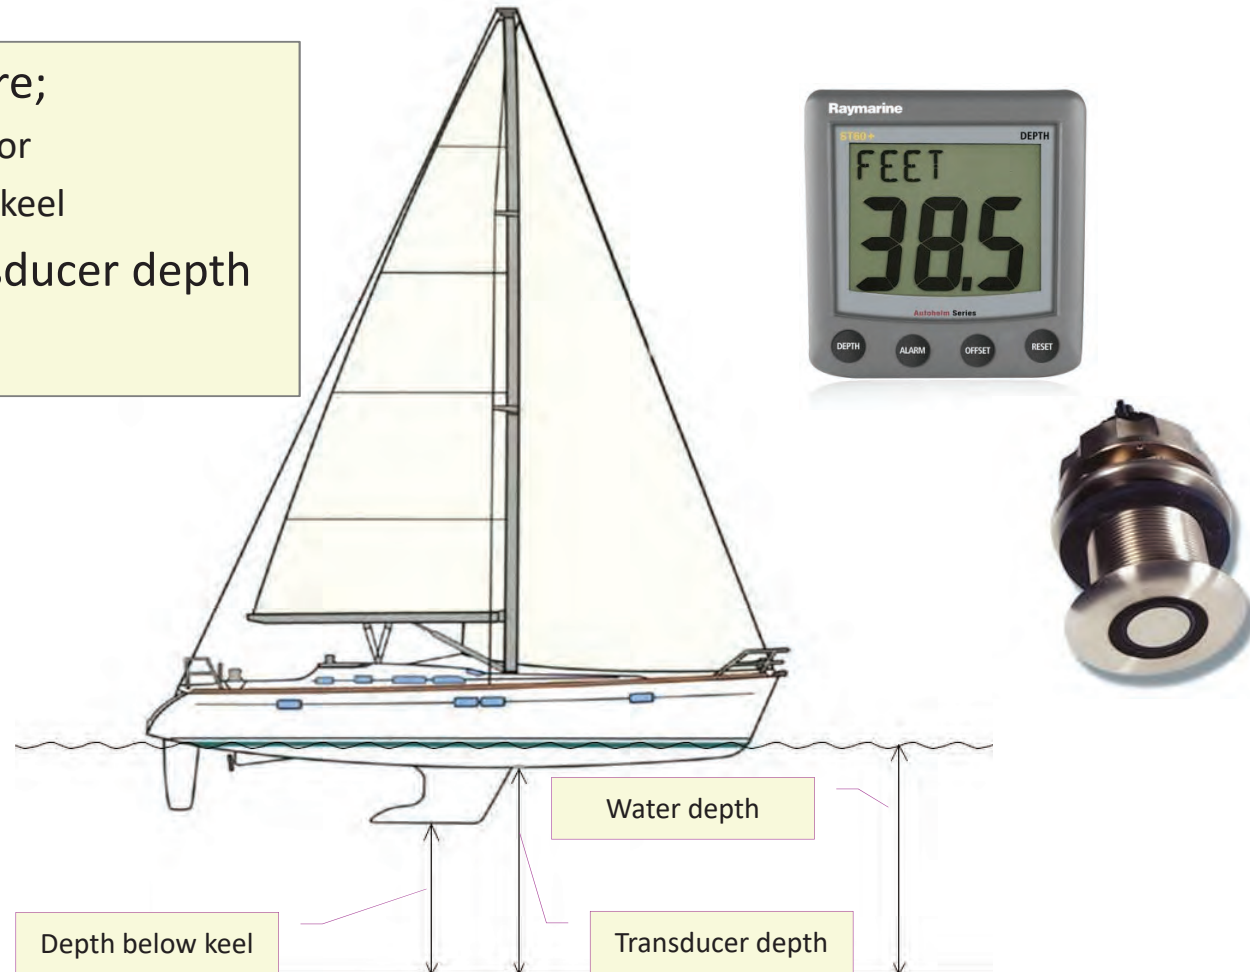 re;
or
keel
sducer depth
Raymarine
ST60+
DEPTH
FEET
38.5
Autohelm Series
DEPTH
ALARM
OFFSET
RESET
Water depth
Depth below keel
Transducer depth